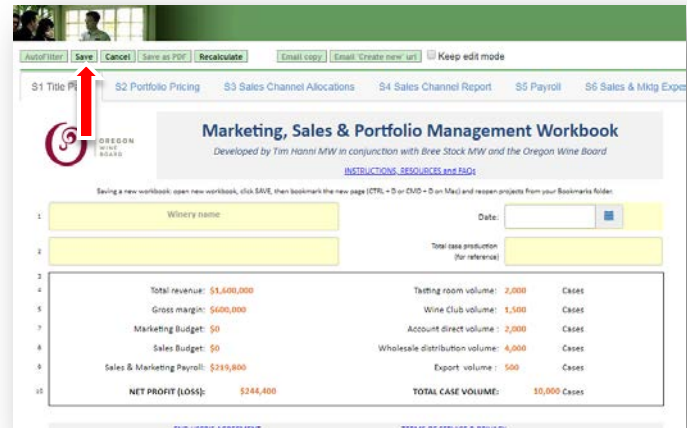 AutoFilter Save Cancel Save as PDF Recalculate Email copy Email 'Create new' url Keep edit mode
S1 Title P S2 Portfolio Pricing S3 Sales Channel Allocations S4 Sales Channel Report S5 Payroll S6 Sales & Mktg Expe
OREGON
WINE
BOARD
Marketing, Sales & Portfolio Management Workbook
Developed by Tim Hanni MW in conjunction with Bree Stock MW and the Oregon Wine Board
INSTRUCTIONS, RESOURCES and FAQs
Saving a new workbook: open new workbook, click SAVE, then bookmark the new page (CTRL + D or CMD + D on Mac) and reopen projects from your Bookmarks folder.
1 Winery name Date:
2 Total case production
(for reference)
3
4 Total revenue: $1,600,000 Tasting room volume: 2,000 Cases
5 Gross margin: $600,000 Wine Club volume: 1,500 Cases
7 Marketing Budget: $0 Account direct volume : 2,000 Cases
8 Sales Budget: $0 Wholesale distribution volume: 4,000 Cases
9 Sales & Marketing Payroll: $219,800 Export volume : 500 Cases
10 NET PROFIT (LOSS): $244,400 TOTAL CASE VOLUME: 10,000 Cases